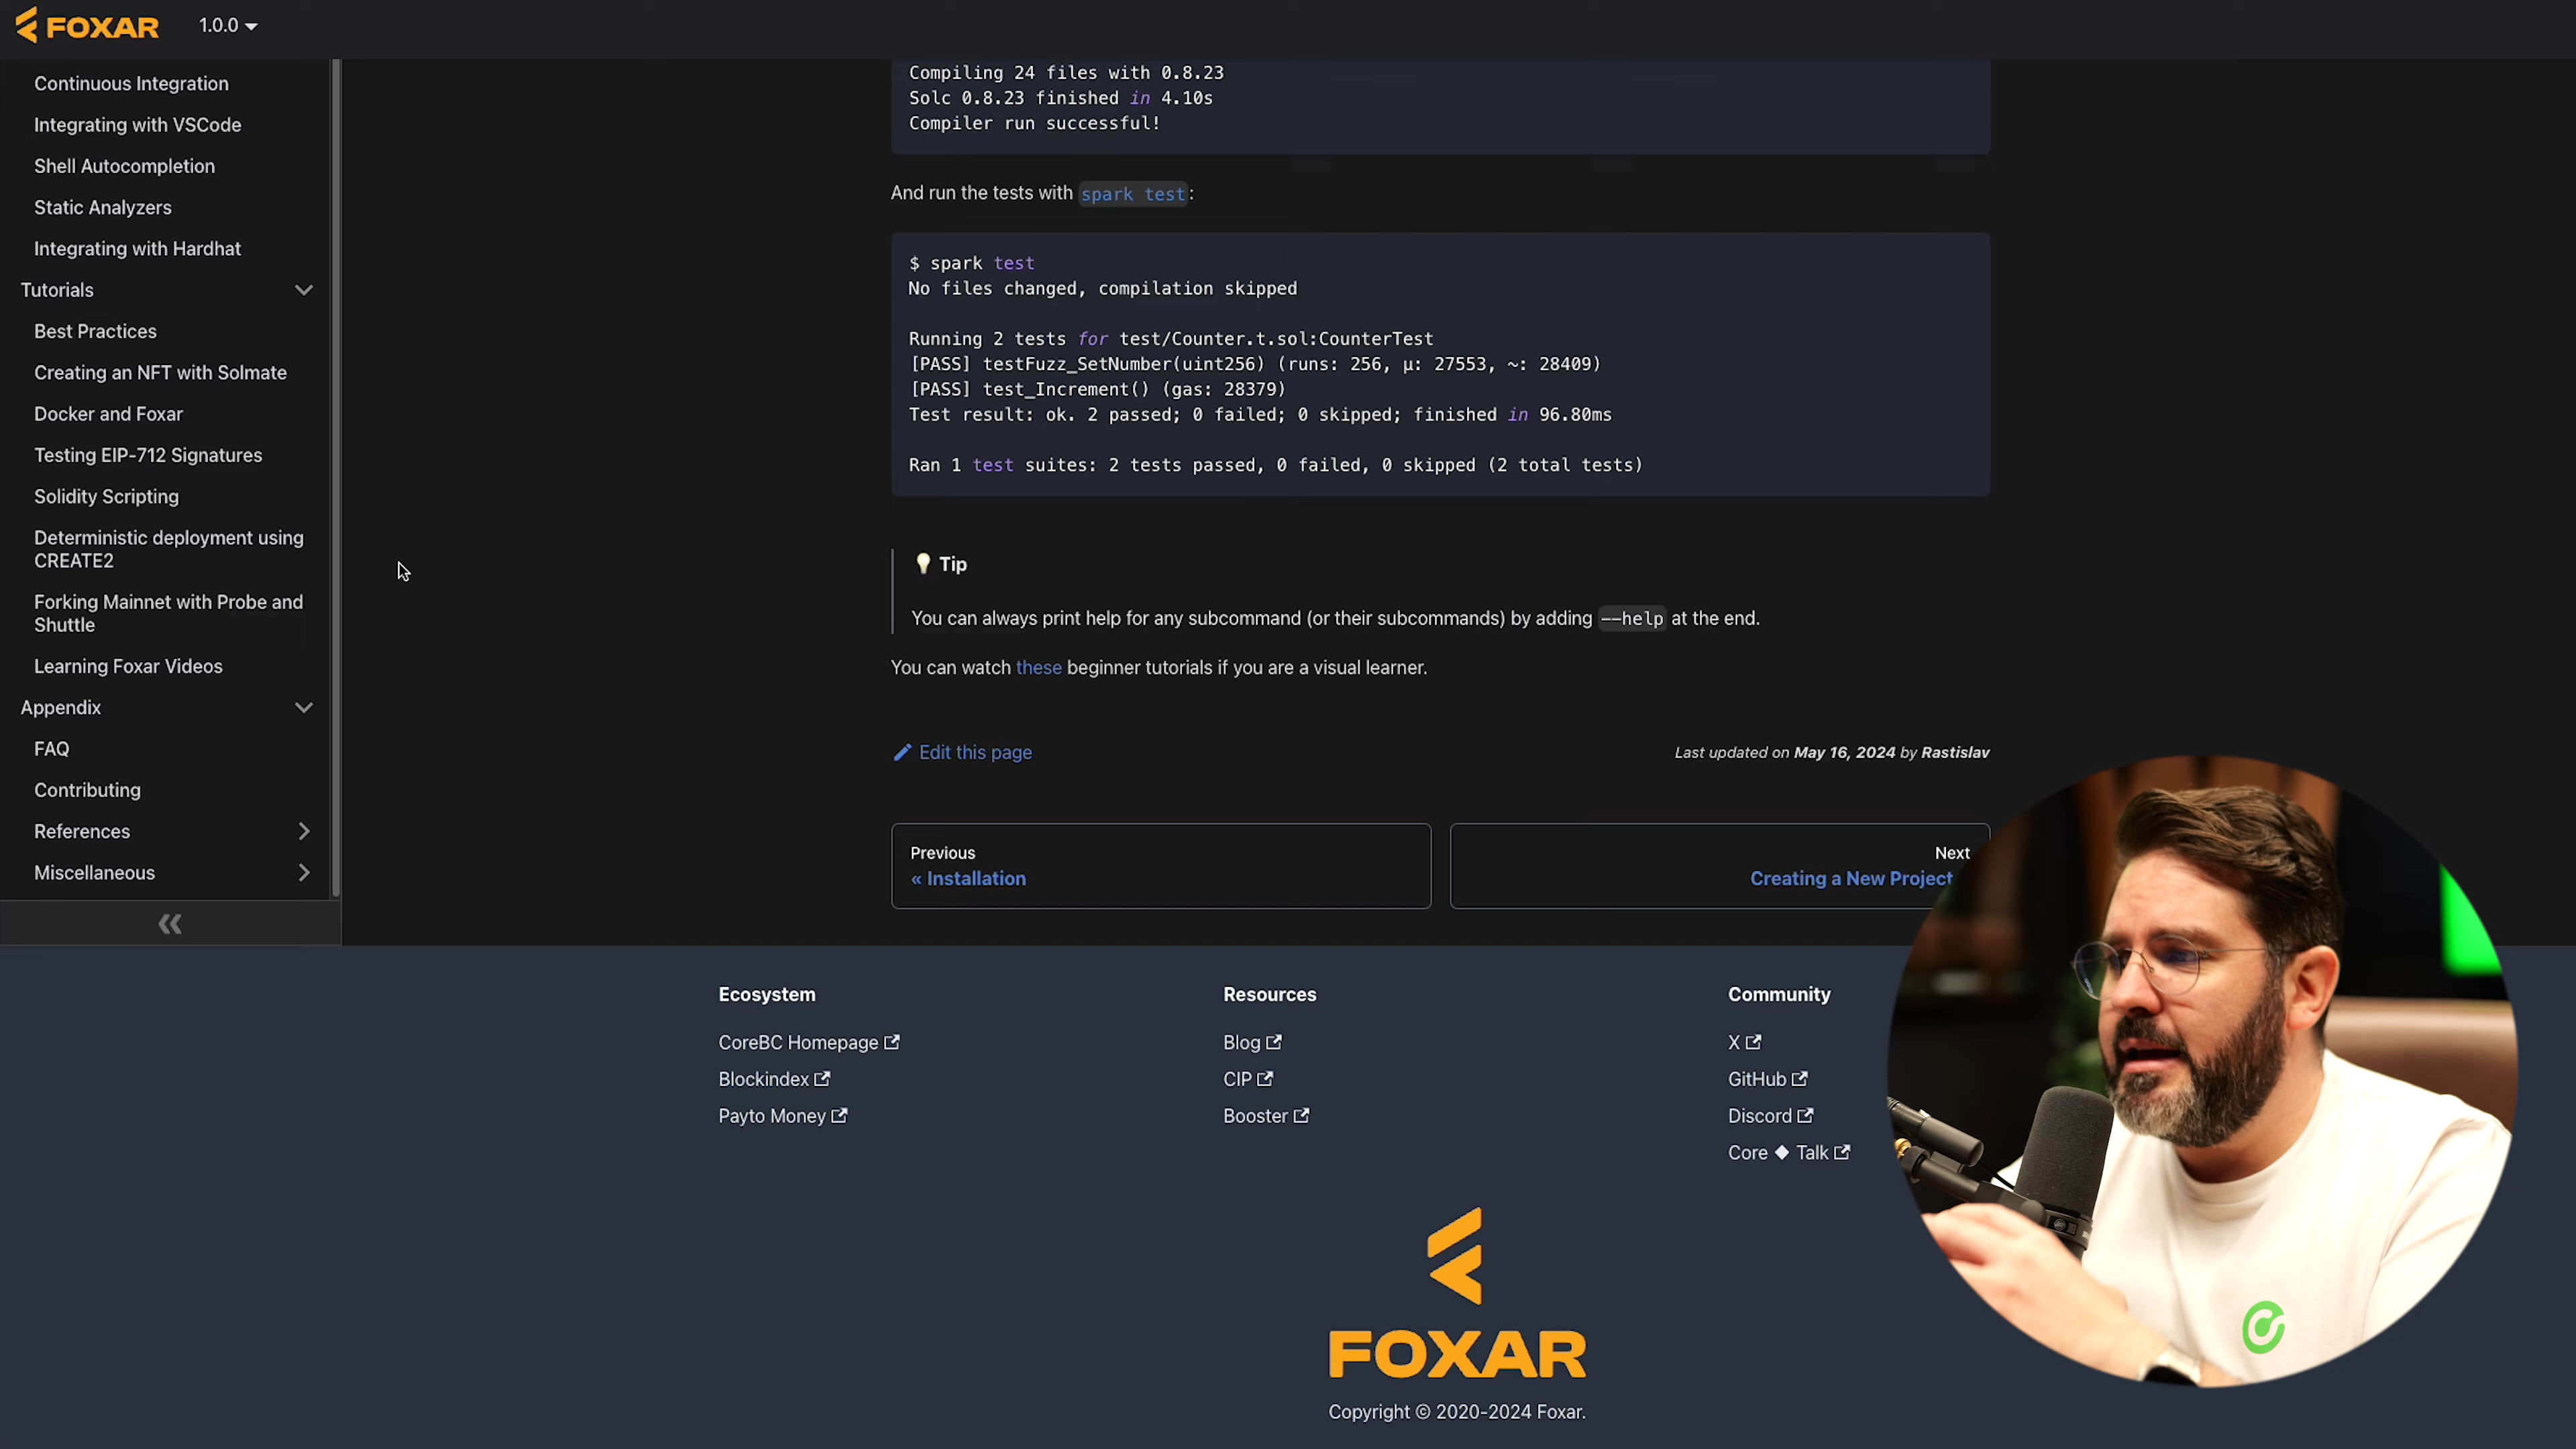 FOXAR
1.0.0
Continuous Integration
Integrating with VSCode
Shell Autocompletion
Static Analyzers
Integrating with Hardhat
Tutorials
Best Practices
Creating an NFT with Solmate
Docker and Foxar
Testing EIP-712 Signatures
Solidity Scripting
Deterministic deployment using
CREATE2
Forking Mainnet with Probe and
Shuttle
Learning Foxar Videos
Appendix
FAQ
Contributing
References
Miscellaneous
Compiling 24 files with 0.8.23
Solc 0.8.23 finished in 4.10s
Compiler run successful!
And run the tests with spark test:
$ spark test
No files changed, compilation skipped
Running 2 tests for test/Counter.t.sol:CounterTest
[PASS] testFuzz_SetNumber(uint256) (runs: 256, μ: 27553, ~: 28409)
[PASS] test_Increment() (gas: 28379)
Test result: ok. 2 passed; 0 failed; 0 skipped; finished in 96.80ms
Ran 1 test suites: 2 tests passed, 0 failed, 0 skipped (2 total tests)
💡 Tip
You can always print help for any subcommand (or their subcommands) by adding --help at the end.
You can watch these beginner tutorials if you are a visual learner.
Edit this page
Last updated on May 16, 2024 by Rastislav
Previous
« Installation
Next
Creating a New Project
Ecosystem
CoreBC Homepage
Blockindex
Payto Money
Resources
Blog
CIP
Booster
Community
X
GitHub
Discord
Core ◆ Talk
FOXAR
Copyright © 2020-2024 Foxar.